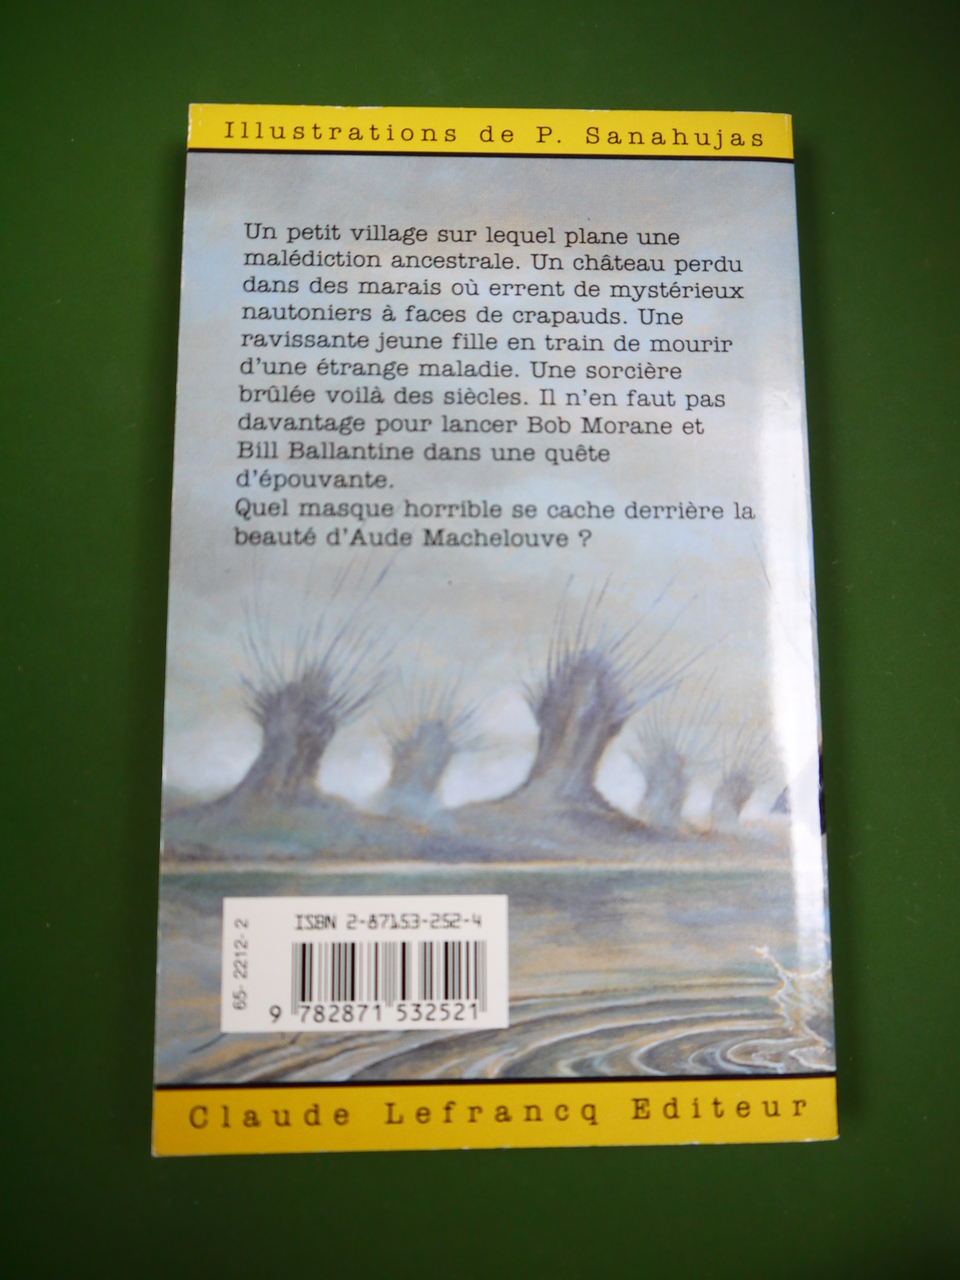 Illustrations de P. Sanahujas
Un petit village sur lequel plane une
malédiction ancestrale. Un château perdu
dans des marais où errent de mystérieux
nautoniers à faces de crapauds. Une
ravissante jeune fille en train de mourir
d'une étrange maladie. Une sorcière
brûlée voilà des siècles. Il n'en faut pas
davantage pour lancer Bob Morane et
Bill Ballantine dans une quête
d'épouvante.
Quel masque horrible se cache derrière la
beauté d'Aude Machelouve ?
ISBN 2-87153-252-4
65- 2212- 2
9 782871 532521
Claude Lefrancq Editeur